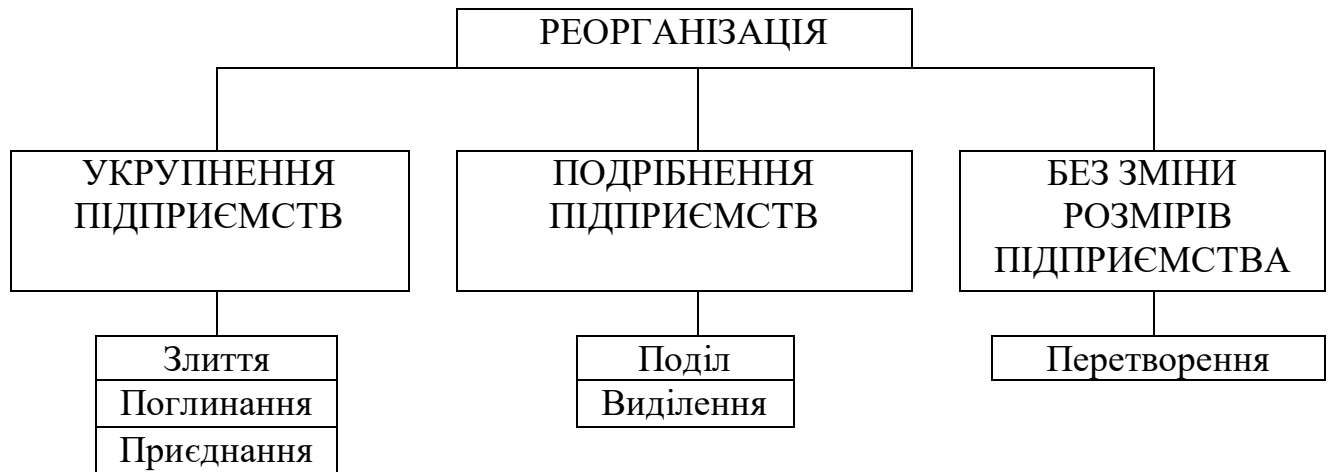 РЕОРГАНІЗАЦІЯ
УКРУПНЕННЯ
ПІДПРИЄМСТВ
ПОДРІБНЕННЯ
ПІДПРИЄМСТВ
БЕЗ ЗМІНИ
РОЗМІРІВ
ПІДПРИЄМСТВА
Злиття
Поглинання
Приєднання
Поділ
Виділення
Перетворення